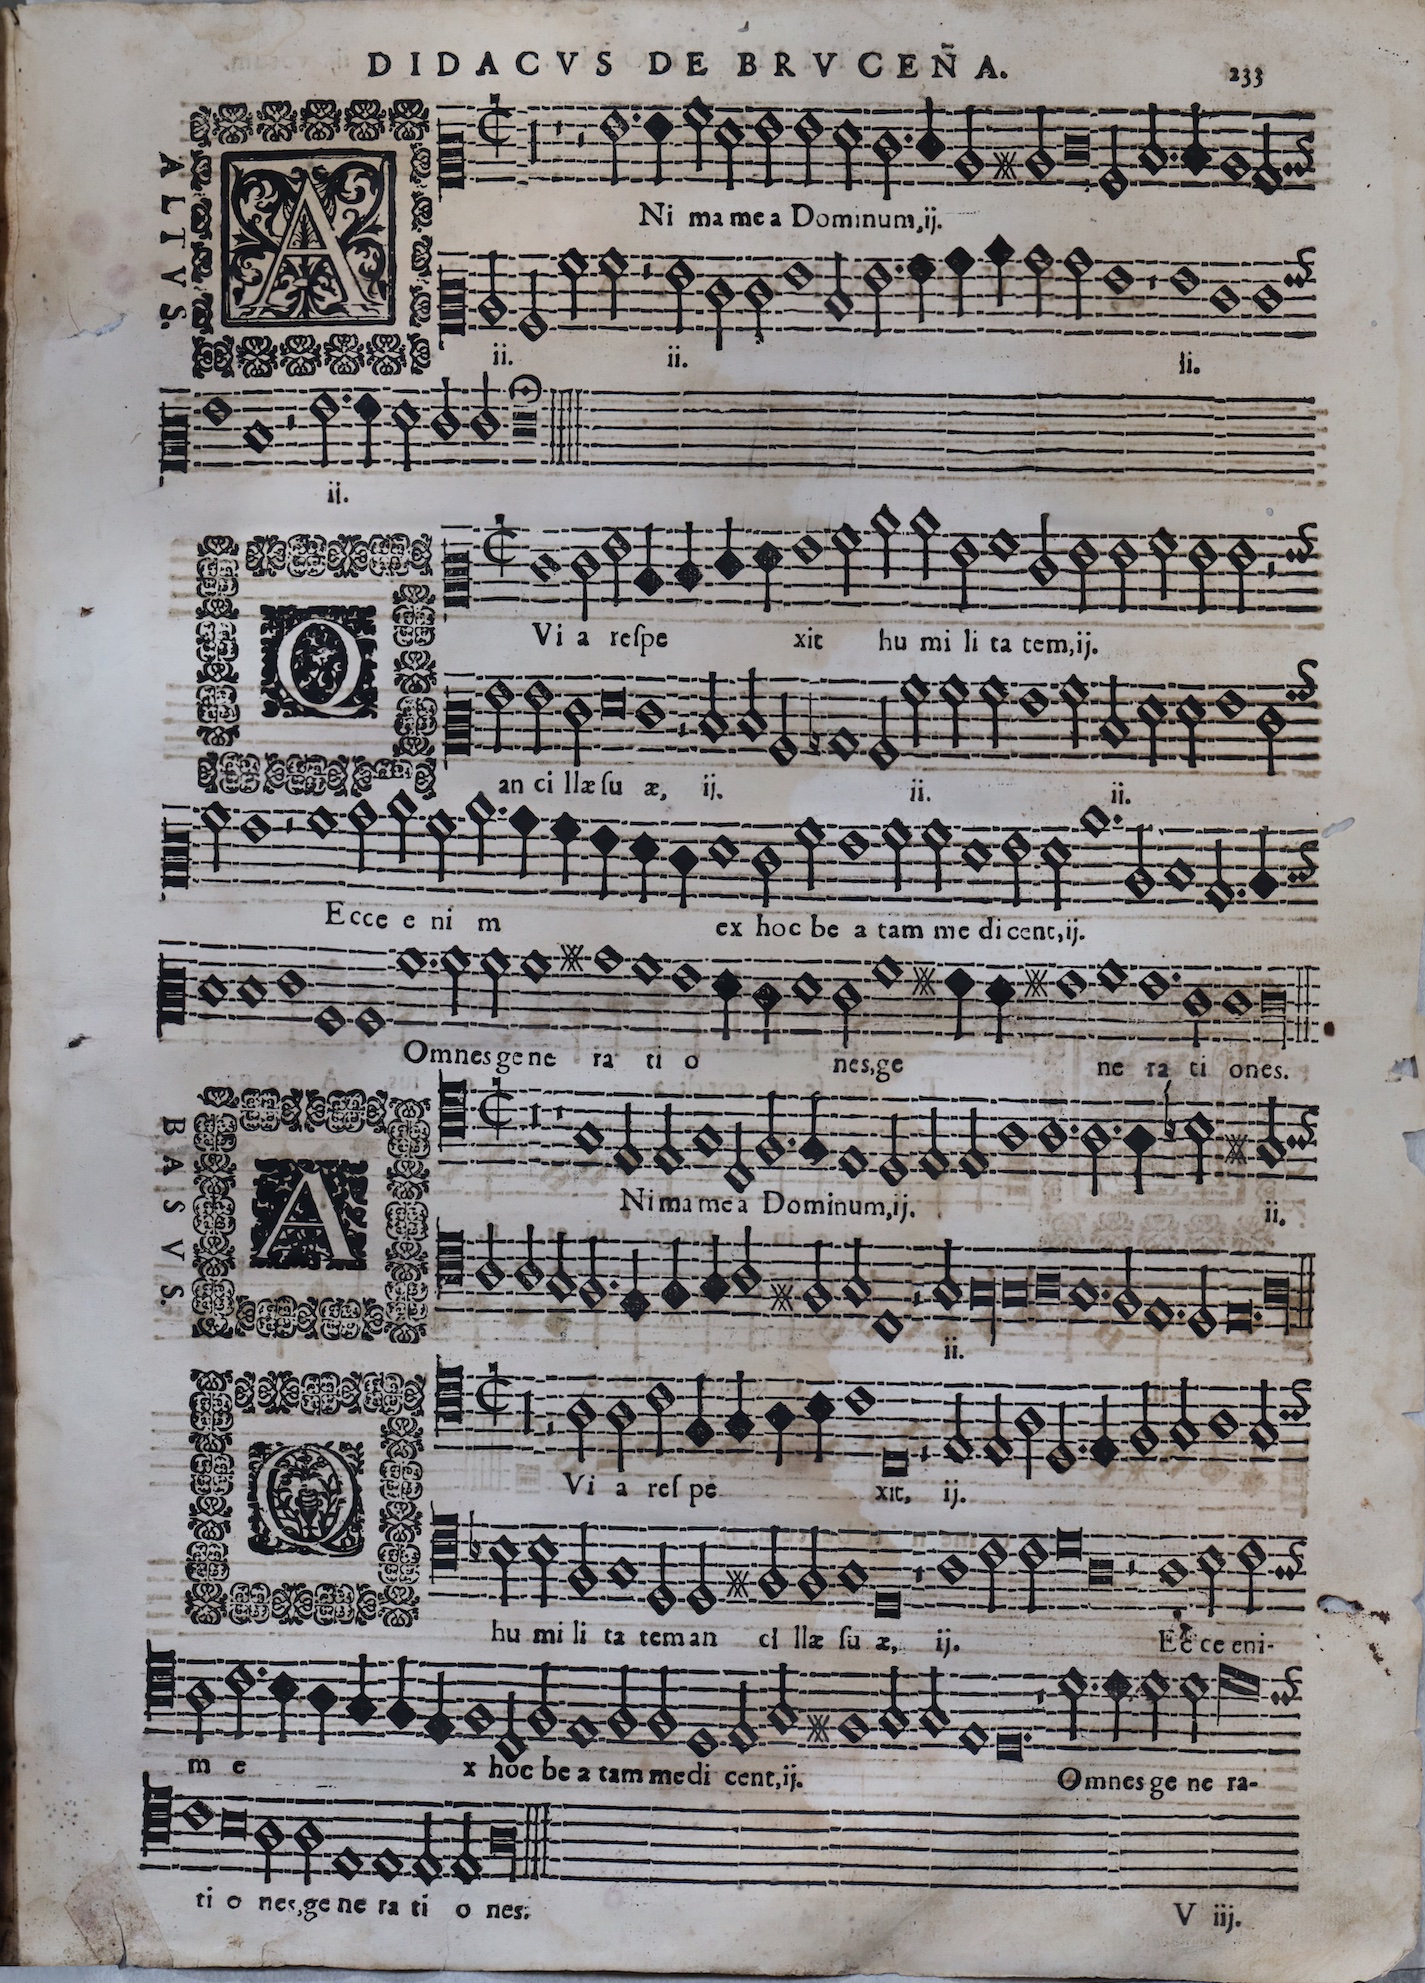 DIDACVS DE BRVCEÑA. 233
ALTVS.
A Ni ma me a Dominum, ij.
ii. ii. ii.
ij.
Q Vi a reſpe xit hu mi li ta tem, ij.
an ci llæ ſu æ, ij. ii. ii.
Ecce e ni m ex hoc be a tam me di cent, ij.
Omnes ge ne ra ti o nes, ge ne ra ti ones.
BASVS.
A Ni ma me a Dominum, ij. ii.
ii.
Q Vi a reſ pe xit, ij.
hu mi li ta tem an ci llæ ſu æ, ij. Ec ce eni-
m e x hoc be a tam me di cent, ij. Omnes ge ne ra-
ti o nes, ge ne ra ti o nes.
V iij.